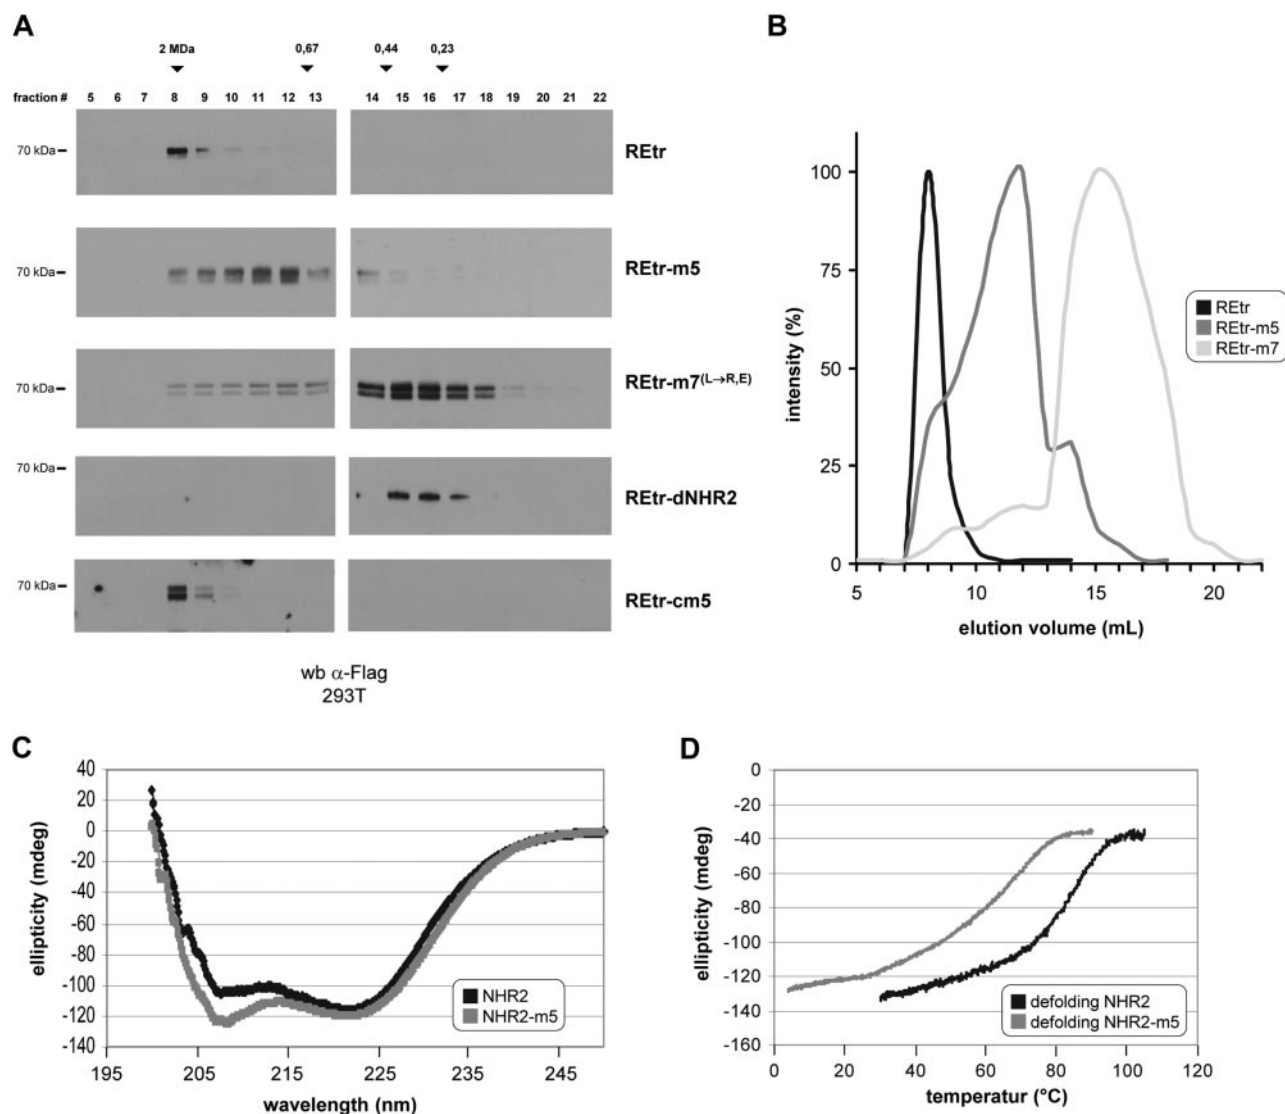 A
B
2 MDa 0,67 0,44 0,23
fraction # 5 6 7 8 9 10 11 12 13 14 15 16 17 18 19 20 21 22
70 kDa REtr
70 kDa REtr-m5
70 kDa REtr-m7(L→R,E)
70 kDa REtr-dNHR2
70 kDa REtr-cm5
wb α-Flag
293T
intensity (%)
100
75
50
25
0
5 10 15 20
elution volume (mL)
REtr
REtr-m5
REtr-m7
C
ellipticity (mdeg)
40
20
0
-20
-40
-60
-80
-100
-120
-140
195 205 215 225 235 245
wavelength (nm)
NHR2
NHR2-m5
D
ellipticity (mdeg)
0
-20
-40
-60
-80
-100
-120
-140
-160
0 20 40 60 80 100 120
temperatur (°C)
defolding NHR2
defolding NHR2-m5